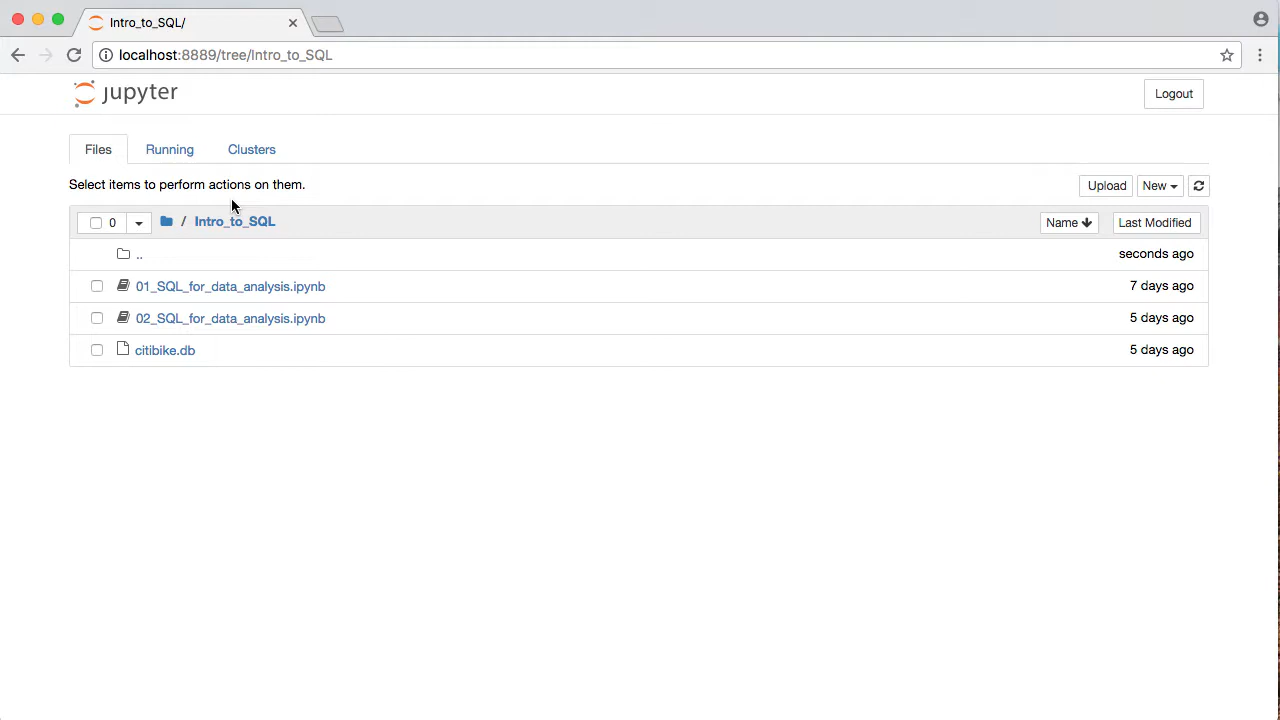 Intro_to_SQL/
localhost:8889/tree/Intro_to_SQL
jupyter
Logout
Files Running Clusters
Select items to perform actions on them.
Upload New
0 / Intro_to_SQL Name Last Modified
.. seconds ago
01_SQL_for_data_analysis.ipynb 7 days ago
02_SQL_for_data_analysis.ipynb 5 days ago
citibike.db 5 days ago